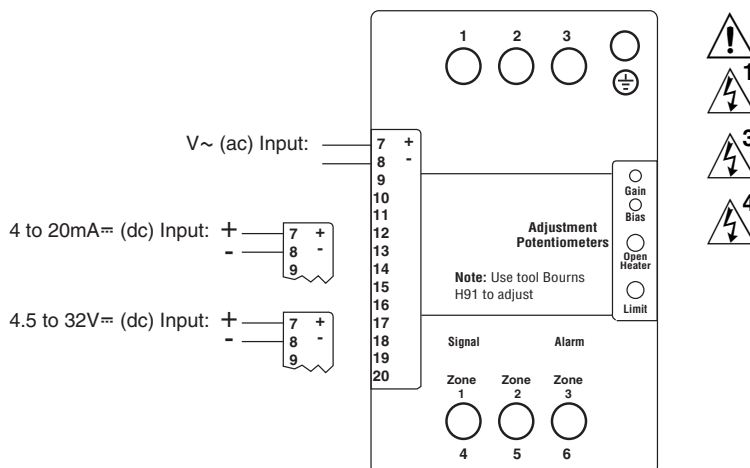 1 2 3
V~ (ac) Input:
7 +
8 -
9
10
11
12
13
14
15
16
17
18
19
20
4 to 20mA⎓ (dc) Input: + -
7 +
8 -
9
4.5 to 32V⎓ (dc) Input: + -
7 +
8 -
9
Gain
Bias
Open
Heater
Limit
Adjustment
Potentiometers
Note: Use tool Bourns
H91 to adjust
Signal Alarm
Zone Zone Zone
1 2 3
4 5 6
1
3
4